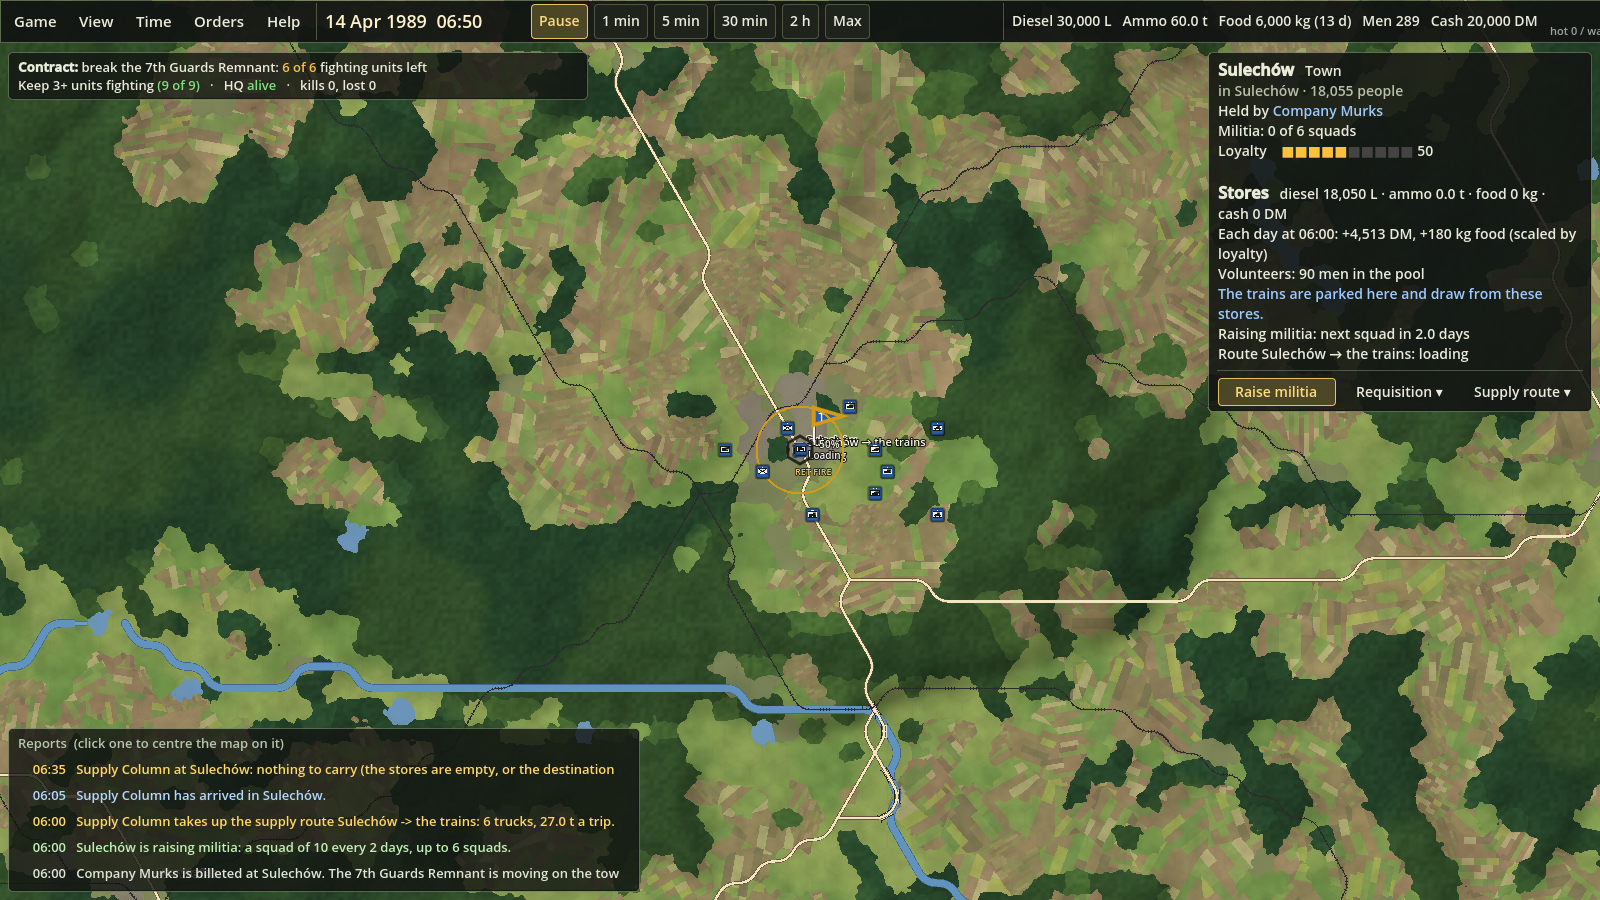 Game View Time Orders Help 14 Apr 1989 06:50 Pause 1 min 5 min 30 min 2 h Max Diesel 30,000 L Ammo 60.0 t Food 6,000 kg (13 d) Men 289 Cash 20,000 DM
hot 0 / wa
Contract: break the 7th Guards Remnant: 6 of 6 fighting units left
Keep 3+ units fighting (9 of 9) · HQ alive · kills 0, lost 0
Sulechów Town
in Sulechów · 18,055 people
Held by Company Murks
Militia: 0 of 6 squads
Loyalty 50
Stores diesel 18,050 L · ammo 0.0 t · food 0 kg ·
cash 0 DM
Each day at 06:00: +4,513 DM, +180 kg food (scaled by
loyalty)
Volunteers: 90 men in the pool
The trains are parked here and draw from these
stores.
Raising militia: next squad in 2.0 days
Route Sulechów → the trains: loading
Raise militia Requisition ▾ Supply route ▾
→ the trains
50%
Loading
RET FIRE
Reports (click one to centre the map on it)
06:35 Supply Column at Sulechów: nothing to carry (the stores are empty, or the destination
06:05 Supply Column has arrived in Sulechów.
06:00 Supply Column takes up the supply route Sulechów -> the trains: 6 trucks, 27.0 t a trip.
06:00 Sulechów is raising militia: a squad of 10 every 2 days, up to 6 squads.
06:00 Company Murks is billeted at Sulechów. The 7th Guards Remnant is moving on the tow